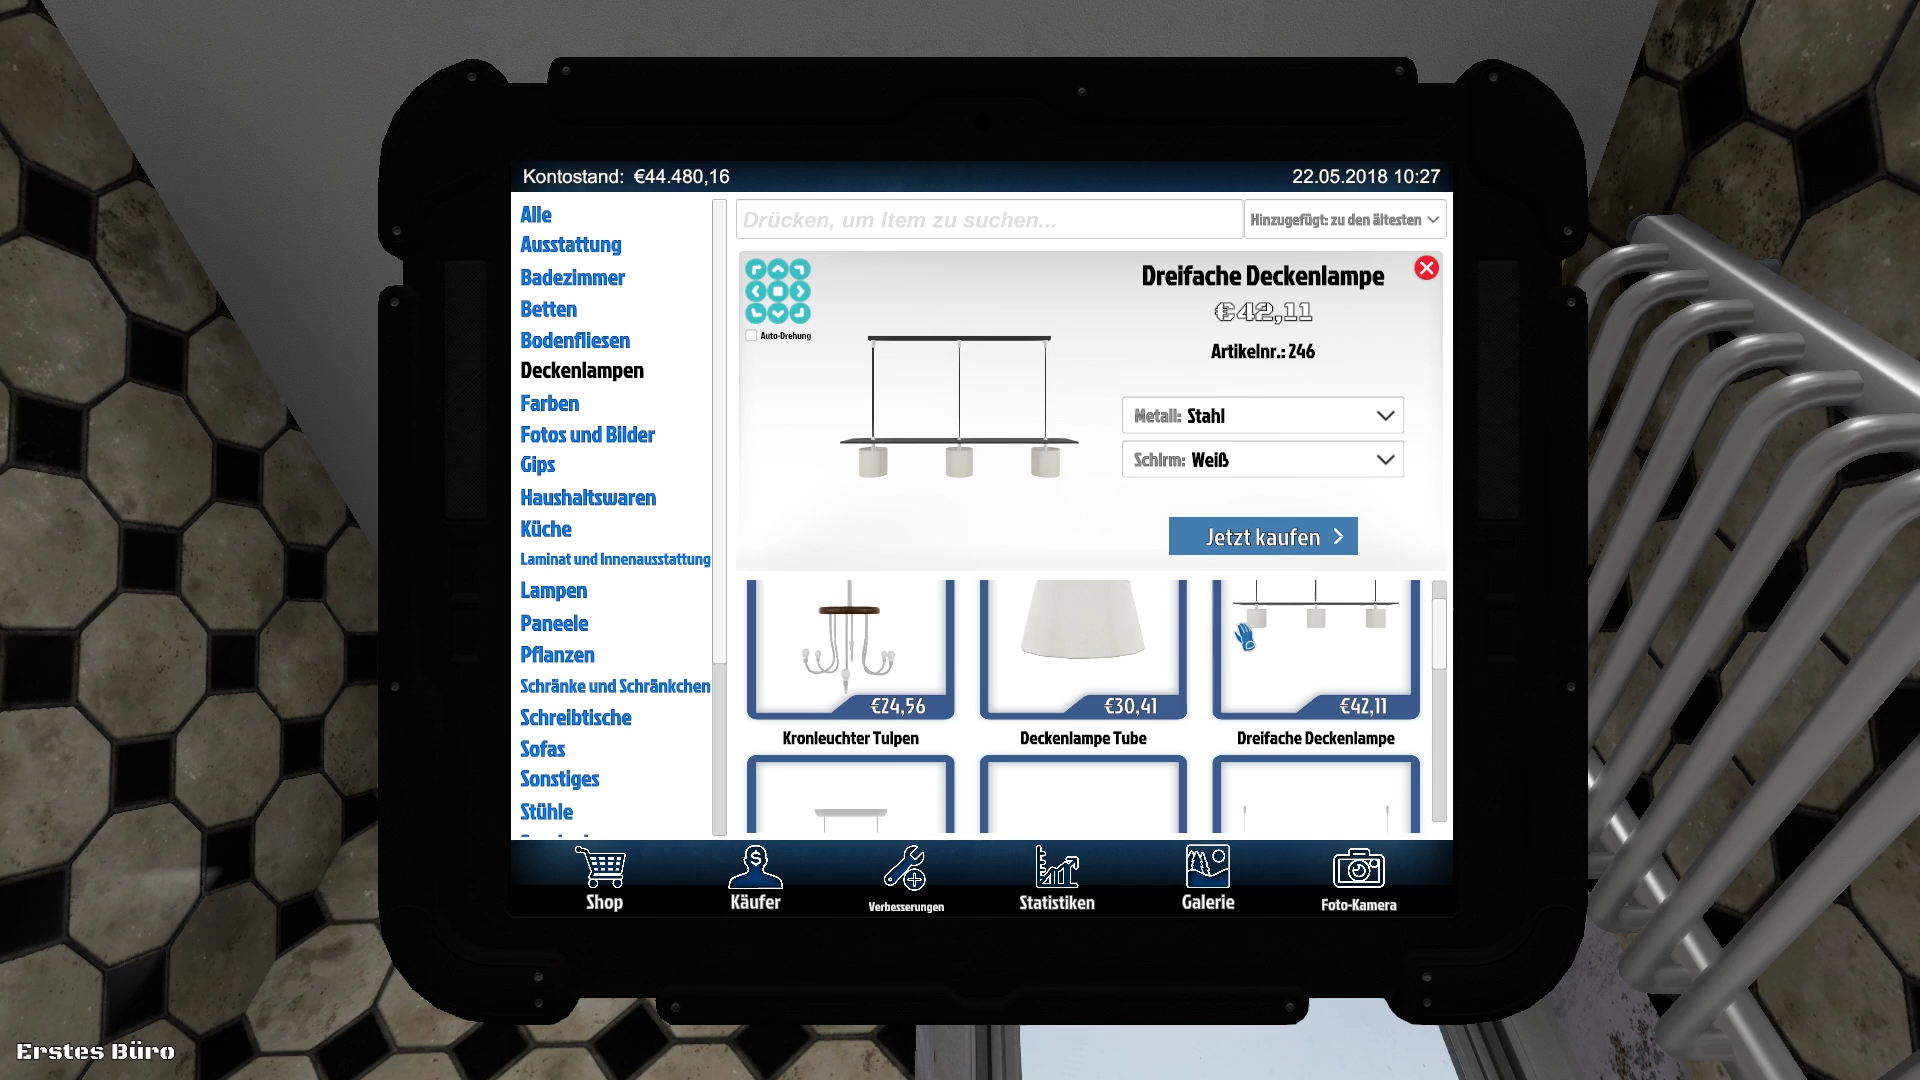 Kontostand: €44.480,16
22.05.2018 10:27
Alle
Ausstattung
Badezimmer
Betten
Bodenfliesen
Deckenlampen
Farben
Fotos und Bilder
Gips
Haushaltswaren
Küche
Laminat und Innenausstattung
Lampen
Paneele
Pflanzen
Schränke und Schränkchen
Schreibtische
Sofas
Sonstiges
Stühle
Drücken, um Item zu suchen...
Hinzugefügt: zu den ältesten
Auto-Drehung
Dreifache Deckenlampe
€42,11
Artikelnr.: 246
Metall: Stahl
Schirm: Weiß
Jetzt kaufen
€24,56
€30,41
€42,11
Kronleuchter Tulpen
Deckenlampe Tube
Dreifache Deckenlampe
Shop
Käufer
Verbesserungen
Statistiken
Galerie
Foto-Kamera
Erstes Büro